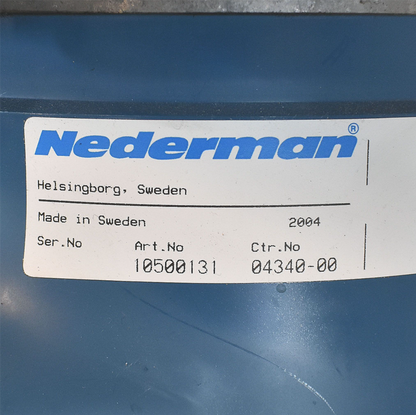 Nederman®
Helsingborg, Sweden
Made in Sweden 2004
Ser.No Art.No Ctr.No
10500131 04340-00